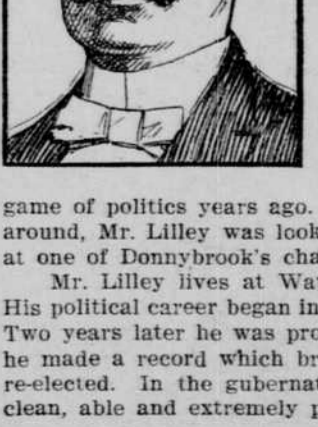 game of politics years ago.
around, Mr. Lilley was look
at one of Donnybrook's cha
Mr. Lilley lives at Wa
His political career began in
Two years later he was pro
he made a record which br
re-elected. In the gubernat
clean, able and extremely p